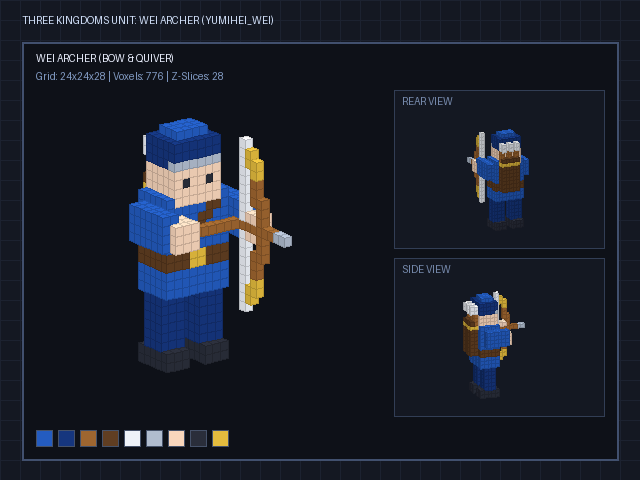 THREE KINGDOMS UNIT: WEI ARCHER (YUMIHEI_WEI)
WEI ARCHER (BOW & QUIVER)
Grid: 24x24x28 | Voxels: 776 | Z-Slices: 28
REAR VIEW
SIDE VIEW